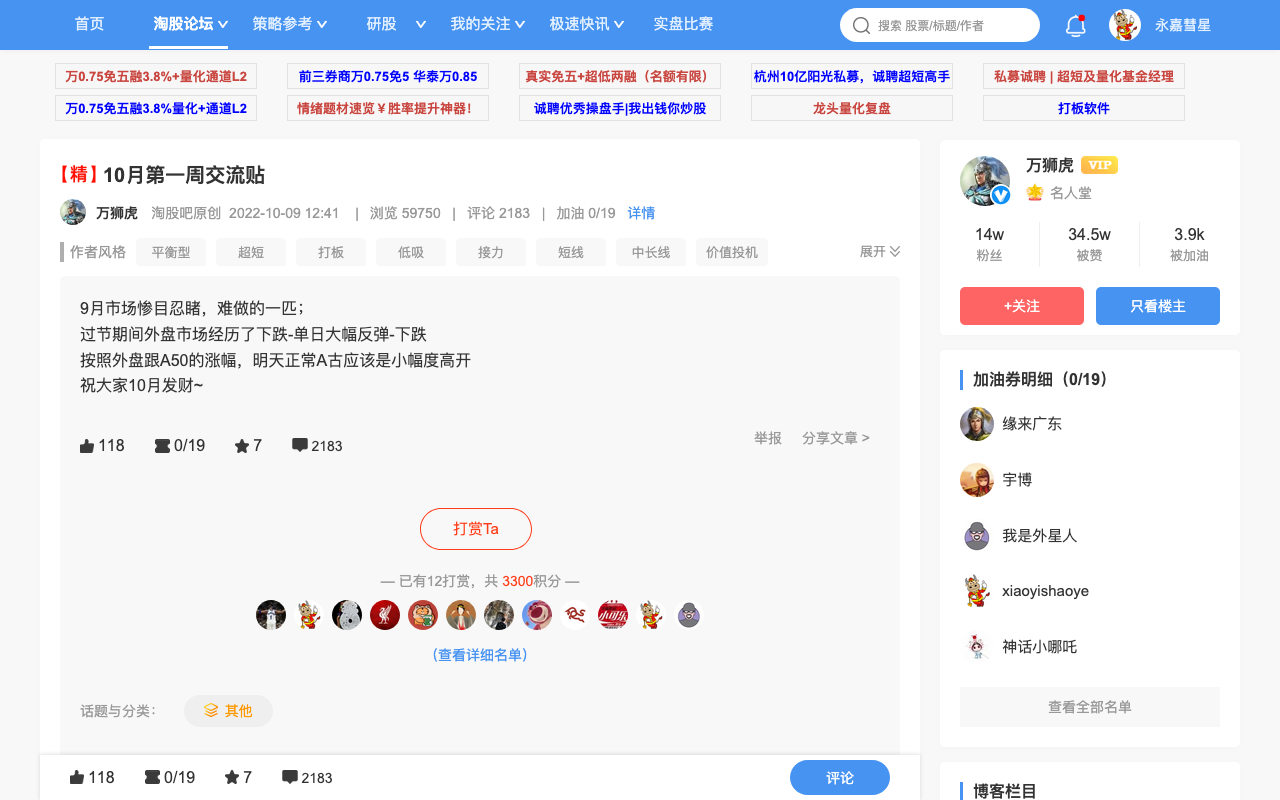 首页 淘股论坛 策略参考 研股 我的关注 极速快讯 实盘比赛 搜索 股票/标题/作者 永嘉彗星
万0.75免五融3.8%+量化通道L2 前三券商万0.75免5 华泰万0.85 真实免五+超低两融（名额有限） 杭州10亿阳光私募，诚聘超短高手 私募诚聘 | 超短及量化基金经理
万0.75免五融3.8%量化+通道L2 情绪题材速览￥胜率提升神器！ 诚聘优秀操盘手|我出钱你炒股 龙头量化复盘 打板软件
【精】10月第一周交流贴
万狮虎 淘股吧原创 2022-10-09 12:41 | 浏览 59750 | 评论 2183 | 加油 0/19 详情
作者风格 平衡型 超短 打板 低吸 接力 短线 中长线 价值投机 展开
9月市场惨目忍睹，难做的一匹；
过节期间外盘市场经历了下跌-单日大幅反弹-下跌
按照外盘跟A50的涨幅，明天正常A古应该是小幅度高开
祝大家10月发财~
118 0/19 7 2183 举报 分享文章 >
打赏Ta
— 已有12打赏，共 3300积分 —
（查看详细名单）
话题与分类： 其他
118 0/19 7 2183 评论
万狮虎 VIP
名人堂
14w 34.5w 3.9k
粉丝 被赞 被加油
+关注 只看楼主
加油券明细（0/19）
缘来广东
宇博
我是外星人
xiaoyishaoye
神话小哪吒
查看全部名单
博客栏目